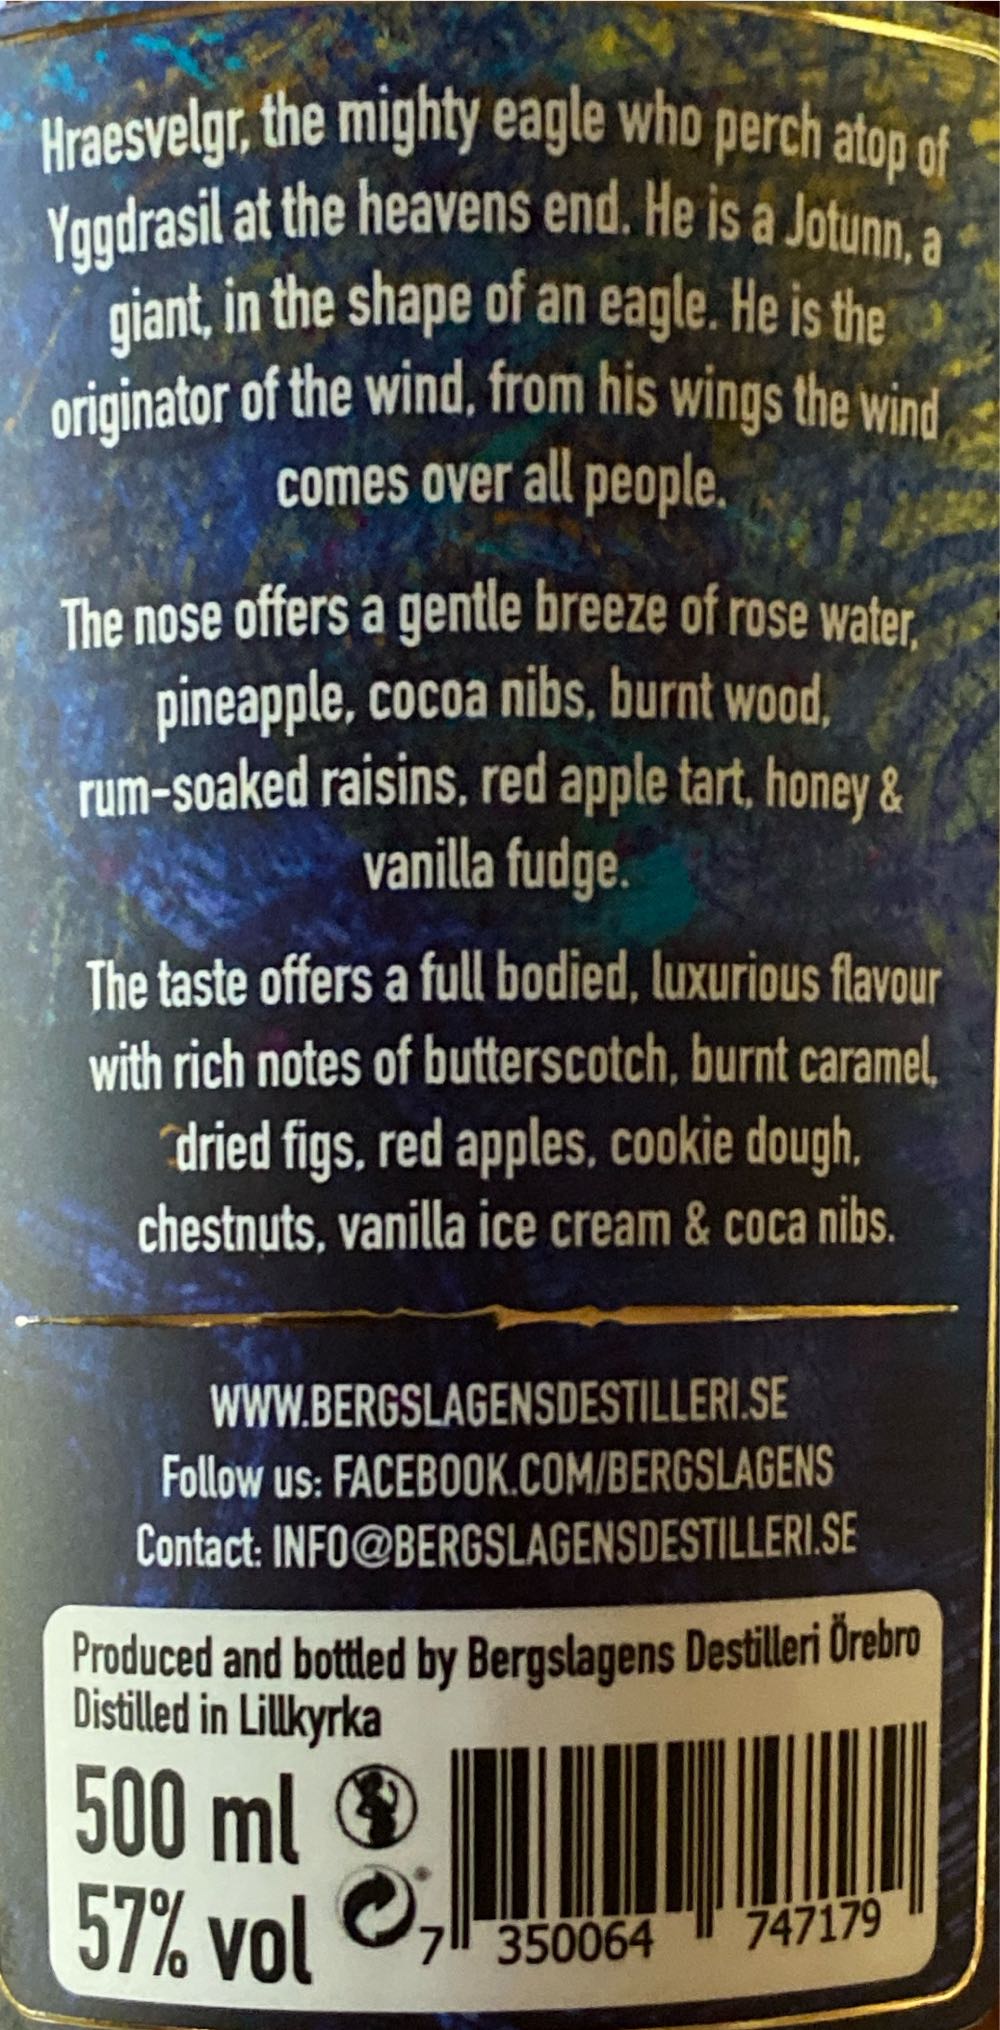 Hraesvelgr, the mighty eagle who perch atop of
Yggdrasil at the heavens end. He is a Jotunn, a
giant, in the shape of an eagle. He is the
originator of the wind, from his wings the wind
comes over all people.
The nose offers a gentle breeze of rose water,
pineapple, cocoa nibs, burnt wood,
rum-soaked raisins, red apple tart, honey &
vanilla fudge.
The taste offers a full bodied, luxurious flavour
with rich notes of butterscotch, burnt caramel,
dried figs, red apples, cookie dough,
chestnuts, vanilla ice cream & coca nibs.
WWW.BERGSLAGENSDESTILLERI.SE
Follow us: FACEBOOK.COM/BERGSLAGENS
Contact: INFO@BERGSLAGENSDESTILLERI.SE
Produced and bottled by Bergslagens Destilleri Örebro
Distilled in Lillkyrka
500 ml
57% vol
7 350064 747179